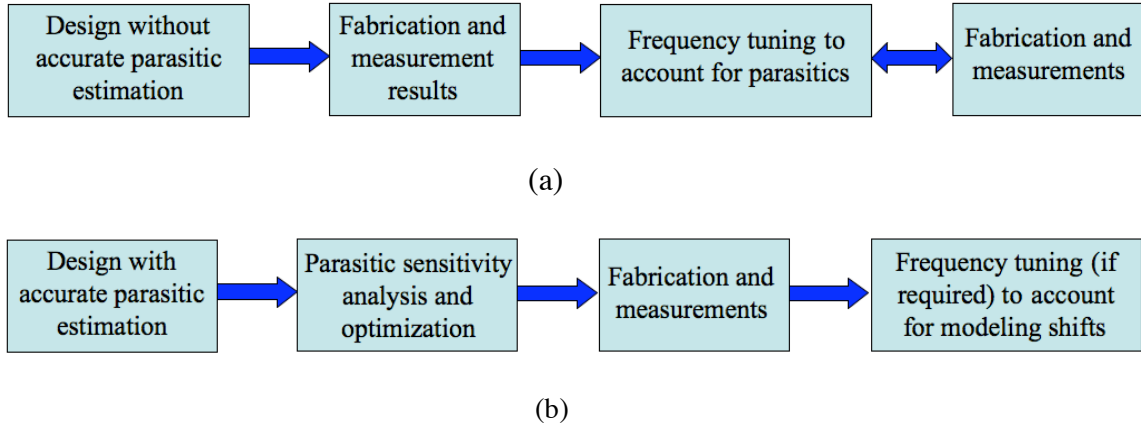 Design without
accurate parasitic
estimation
Fabrication and
measurement
results
Frequency tuning to
account for parasitics
Fabrication and
measurements
(a)
Design with
accurate parasitic
estimation
Parasitic sensitivity
analysis and
optimization
Fabrication and
measurements
Frequency tuning (if
required) to account
for modeling shifts
(b)